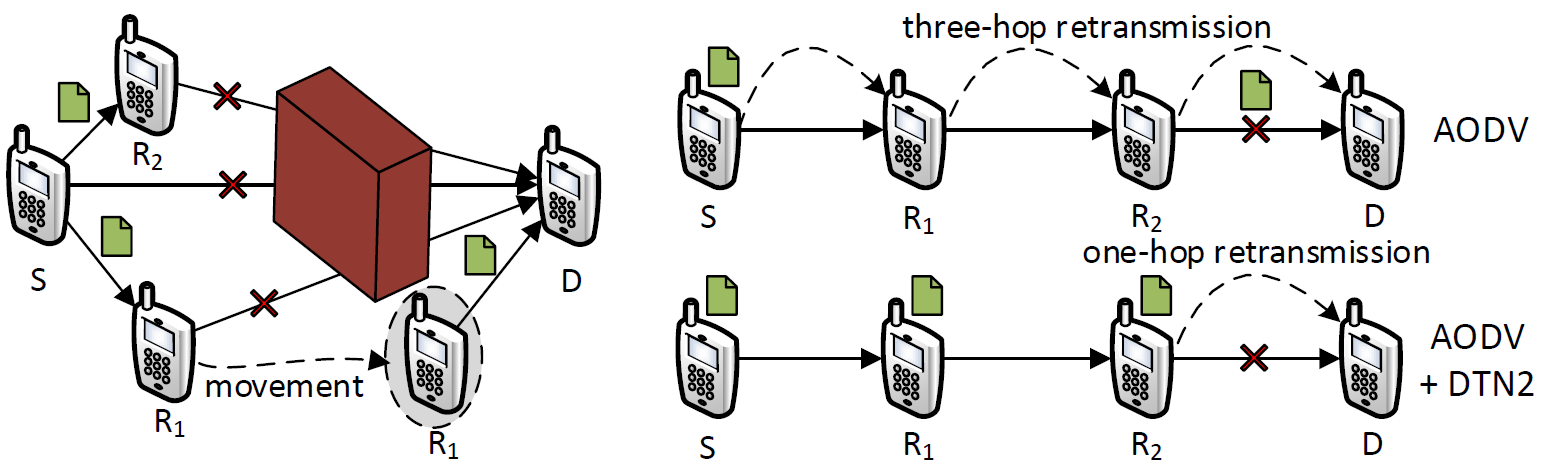 R2
S
D
R1
movement
R1
three-hop retransmission
AODV
S
R1
R2
D
one-hop retransmission
AODV
+ DTN2
S
R1
R2
D